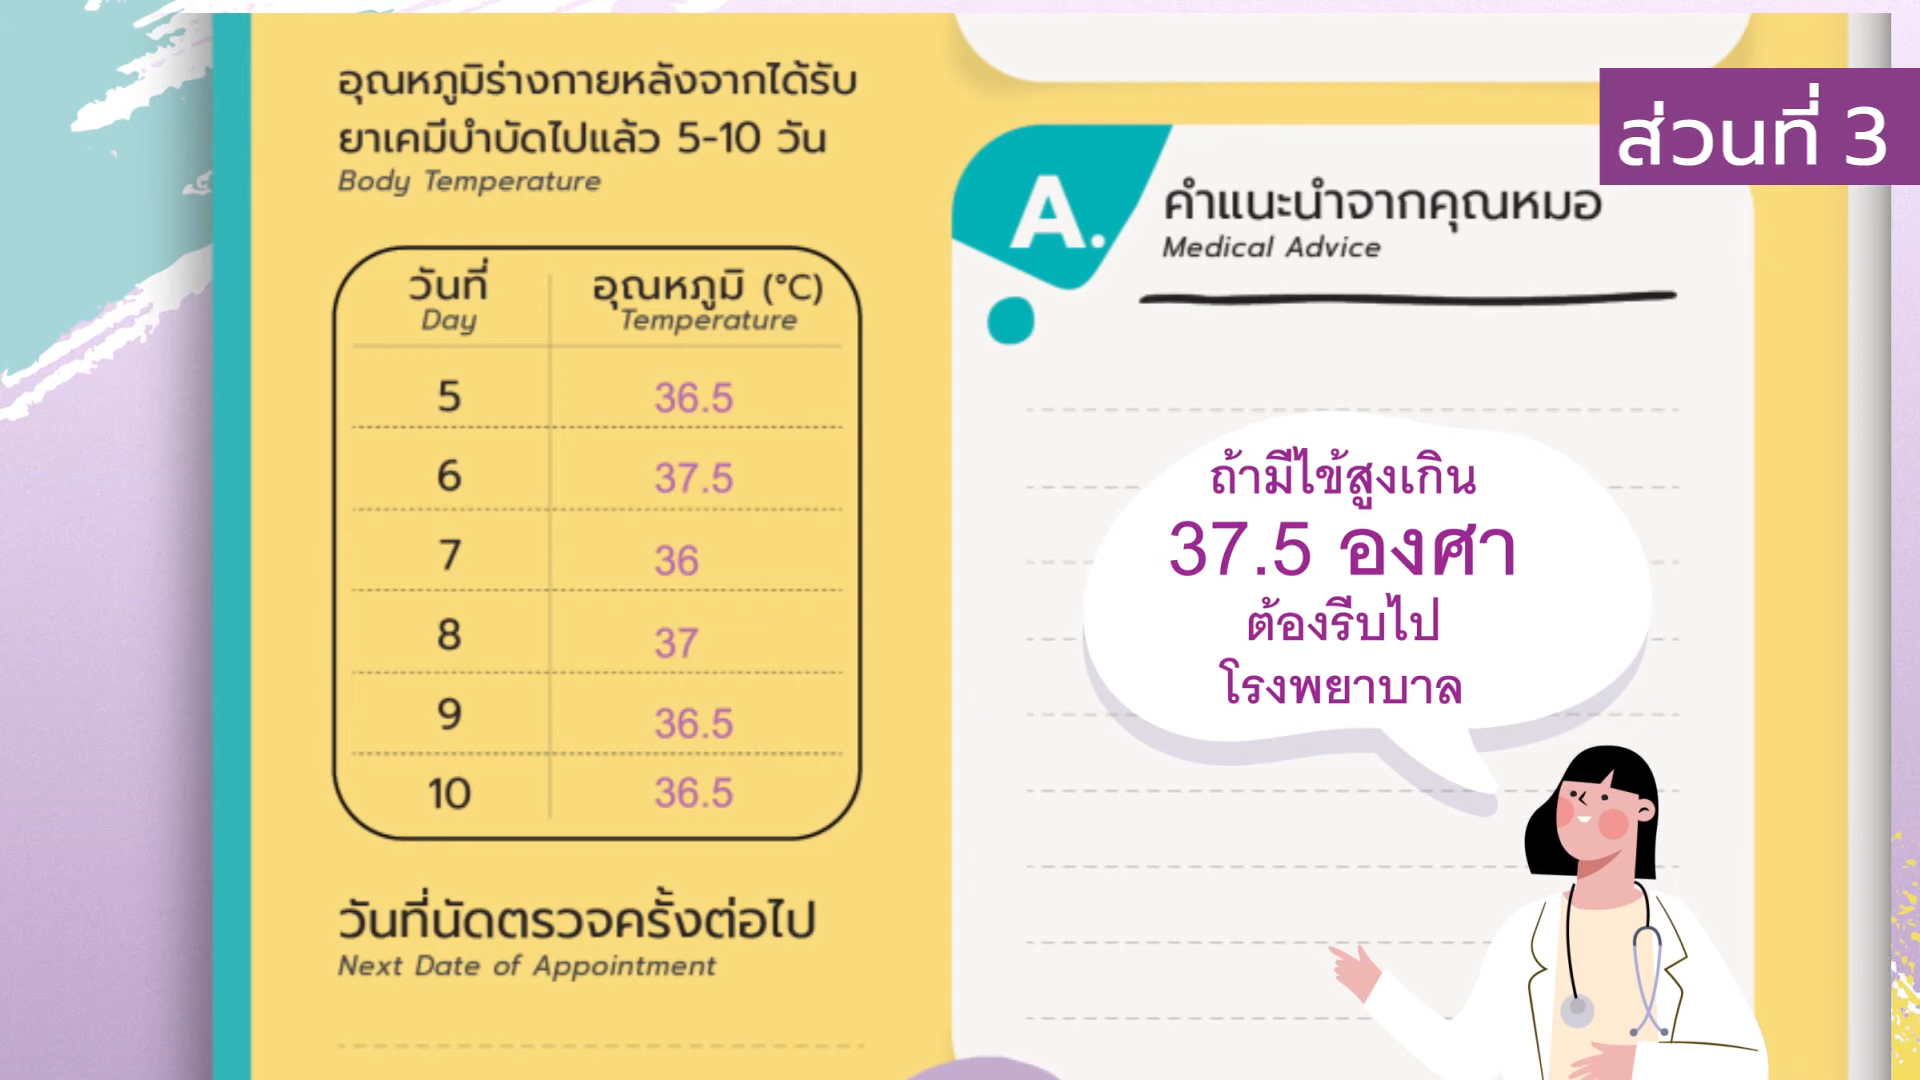 ส่วนที่ 3
อุณหภูมิร่างกายหลังจากได้รับ
ยาเคมีบำบัดไปแล้ว 5-10 วัน
Body Temperature
วันที่ อุณหภูมิ (°C)
Day Temperature
5 36.5
6 37.5
7 36
8 37
9 36.5
10 36.5
วันที่นัดตรวจครั้งต่อไป
Next Date of Appointment
A. คำแนะนำจากคุณหมอ
Medical Advice
ถ้ามีไข้สูงเกิน
37.5 องศา
ต้องรีบไป
โรงพยาบาล